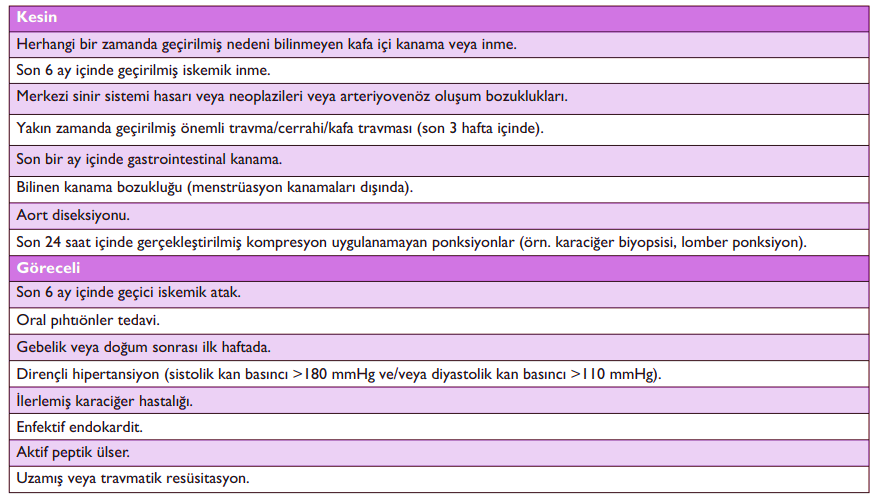 Kesin
Herhangi bir zamanda geçirilmiş nedeni bilinmeyen kafa içi kanama veya inme.
Son 6 ay içinde geçirilmiş iskemik inme.
Merkezi sinir sistemi hasarı veya neoplazileri veya arteriyovenöz oluşum bozuklukları.
Yakın zamanda geçirilmiş önemli travma/cerrahi/kafa travması (son 3 hafta içinde).
Son bir ay içinde gastrointestinal kanama.
Bilinen kanama bozukluğu (menstrüasyon kanamaları dışında).
Aort diseksiyonu.
Son 24 saat içinde gerçekleştirilmiş kompresyon uygulanamayan ponksiyonlar (örn. karaciğer biyopsisi, lomber ponksiyon).
Göreceli
Son 6 ay içinde geçici iskemik atak.
Oral pıhtıönler tedavi.
Gebelik veya doğum sonrası ilk haftada.
Dirençli hipertansiyon (sistolik kan basıncı >180 mmHg ve/veya diyastolik kan basıncı >110 mmHg).
İlerlemiş karaciğer hastalığı.
Enfektif endokardit.
Aktif peptik ülser.
Uzamış veya travmatik resüsitasyon.